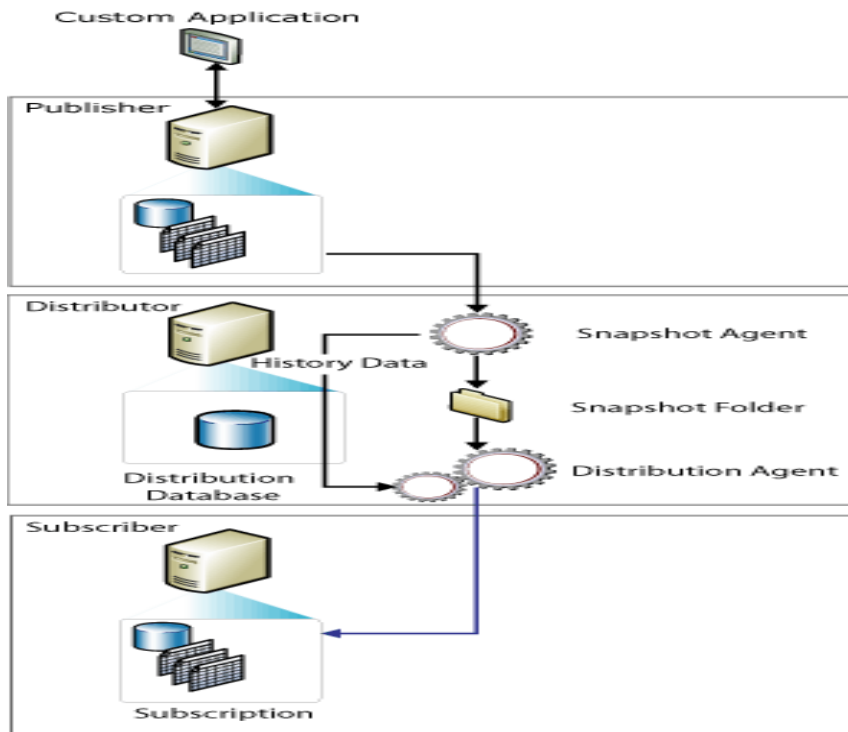 Custom Application
Publisher
Distributor
Snapshot Agent
History Data
Snapshot Folder
Distribution Agent
Distribution
Database
Subscriber
Subscription